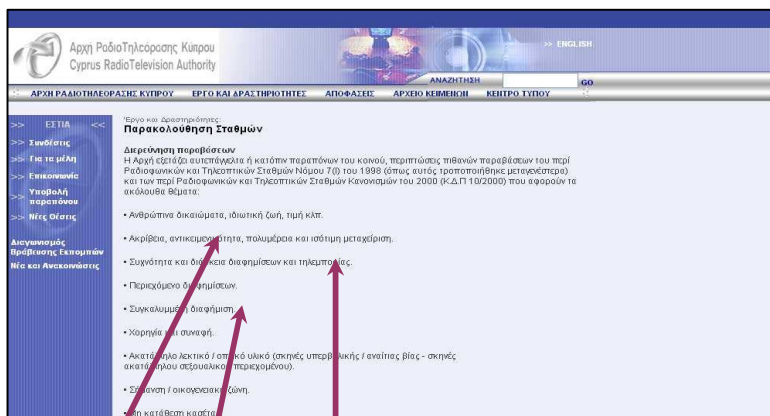 Αρχή ΡαδιοΤηλεόρασης Κύπρου
Cyprus RadioTelevision Authority
>> ENGLISH
ΑΝΑΖΗΤΗΣΗ
GO
ΑΡΧΗ ΡΑΔΙΟΤΗΛΕΟΡΑΣΗΣ ΚΥΠΡΟΥ ΕΡΓΟ ΚΑΙ ΔΡΑΣΤΗΡΙΟΤΗΤΕΣ ΑΠΟΦΑΣΕΙΣ ΑΡΧΕΙΟ ΚΕΙΜΕΝΩΝ ΚΕΝΤΡΟ ΤΥΠΟΥ
>> ΕΣΤΙΑ <<
>> Συνδέσεις
>> Για τα μέλη
>> Επικοινωνία
>> Υποβολή
παραπόνου
>> Νέες Θέσεις
Διαγωνισμός
Βράβευσης Εκπομπών
Νέα και Ανακοινώσεις
Έργο και Δραστηριότητες:
Παρακολούθηση Σταθμών
Διερεύνηση παραβάσεων
Η Αρχή εξετάζει αυτεπάγγελτα ή κατόπιν παραπόνων του κοινού, περιπτώσεις πιθανών παραβάσεων του περί
Ραδιοφωνικών και Τηλεοπτικών Σταθμών Νόμου 7(Ι) του 1998 (όπως αυτός τροποποιήθηκε μεταγενέστερα)
και των περί Ραδιοφωνικών και Τηλεοπτικών Σταθμών Κανονισμών του 2000 (Κ.Δ.Π 10/2000) που αφορούν τα
ακόλουθα θέματα:
• Ανθρώπινα δικαιώματα, ιδιωτική ζωή, τιμή κλπ.
• Ακρίβεια, αντικειμενικότητα, πολυμέρεια και ισότιμη μεταχείριση.
• Συχνότητα και διάρκεια διαφημίσεων και τηλεμπορίας.
• Περιεχόμενο διαφημίσεων.
• Συγκαλυμμένη διαφήμιση.
• Χορηγία και συναφή.
• Ακατάλληλο λεκτικό / οπτικό υλικό (σκηνές υπερβολικής / αναίτιας βίας - σκηνές
ακατάλληλου σεξουαλικού περιεχομένου).
• Σήμανση / οικογενειακή ζώνη.
• Μη κατάθεση κασέτας